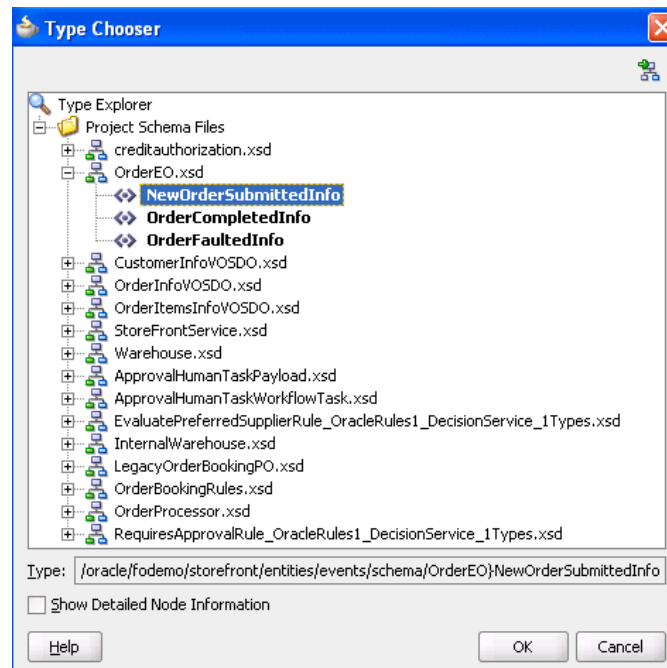 Type Chooser
Type Explorer
Project Schema Files
creditauthorization.xsd
OrderEO.xsd
NewOrderSubmittedInfo
OrderCompletedInfo
OrderFaultedInfo
CustomerInfoVOSDO.xsd
OrderInfoVOSDO.xsd
OrderItemsInfoVOSDO.xsd
StoreFrontService.xsd
Warehouse.xsd
ApprovalHumanTaskPayload.xsd
ApprovalHumanTaskWorkflowTask.xsd
EvaluatePreferredSupplierRule_OracleRules1_DecisionService_1Types.xsd
InternalWarehouse.xsd
LegacyOrderBookingPO.xsd
OrderBookingRules.xsd
OrderProcessor.xsd
RequiresApprovalRule_OracleRules1_DecisionService_1Types.xsd
Type: /oracle/fodemo/storefront/entities/events/schema/OrderEO}NewOrderSubmittedInfo
Show Detailed Node Information
Help OK Cancel